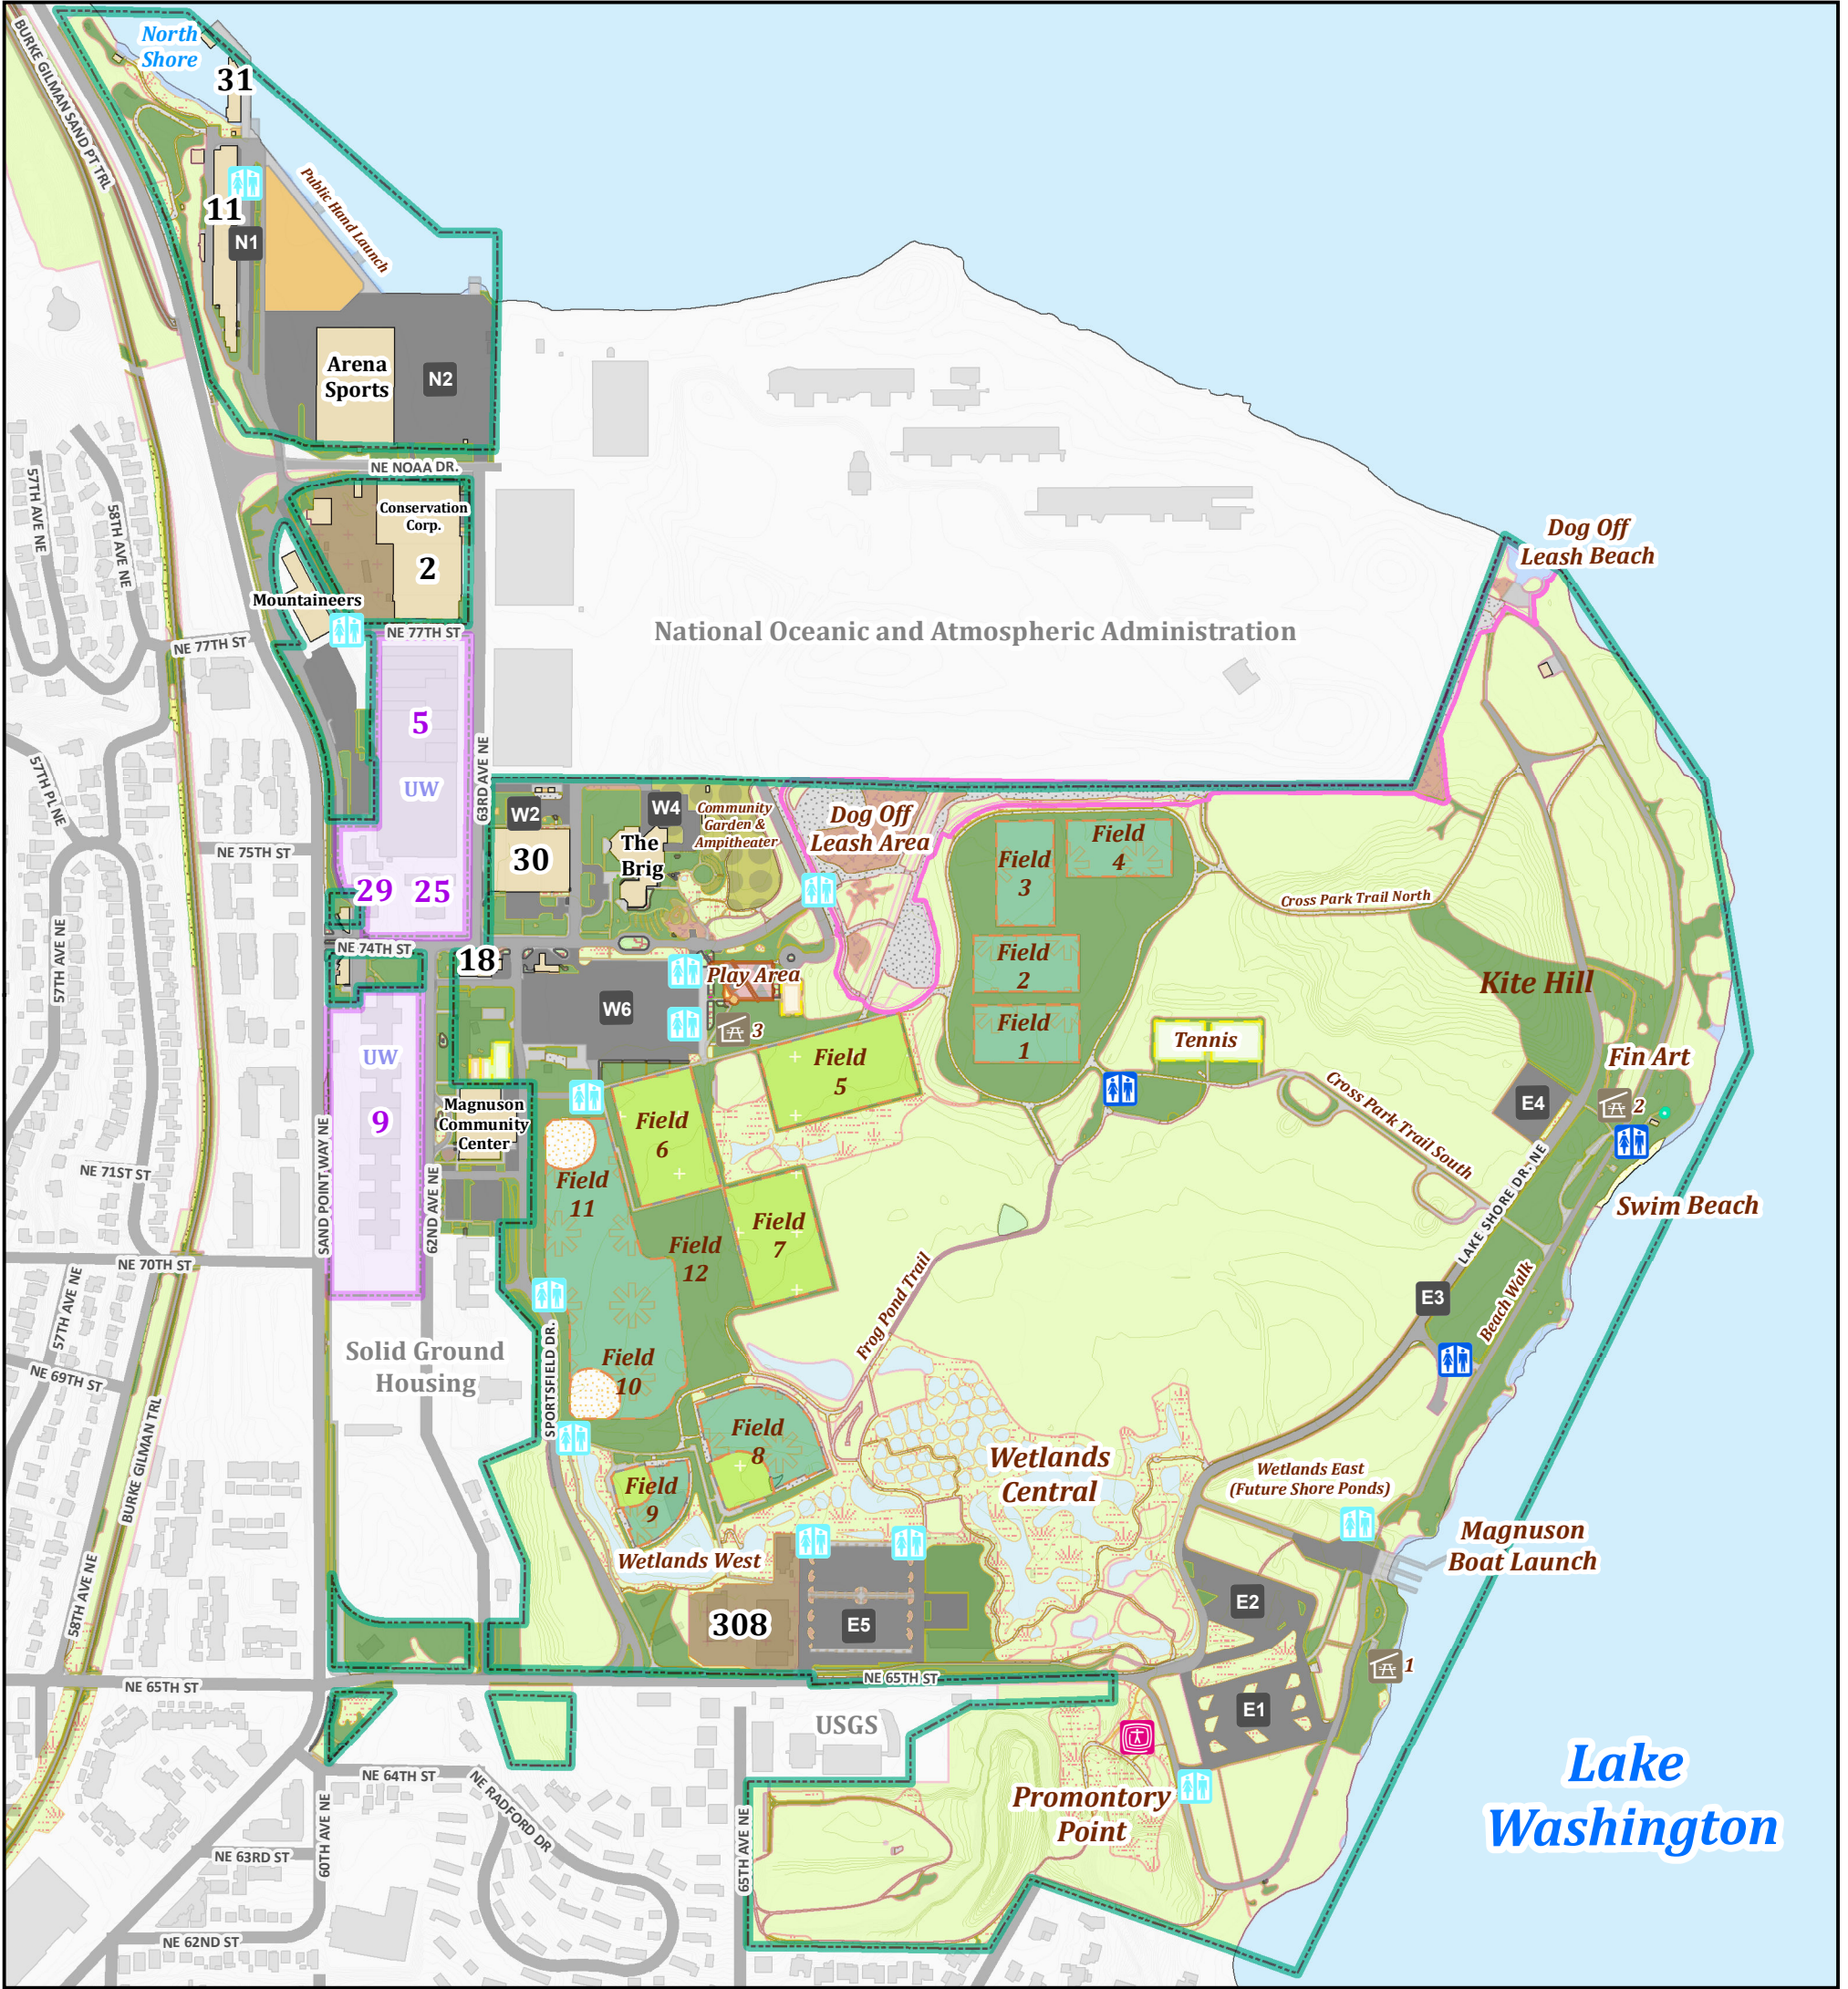 North
Shore
31
BURKE GILMAN SAND PT TRL
Public Hand Launch
11
N1
Arena
Sports
N2
NE NOAA DR.
57TH AVE NE
58TH AVE NE
Conservation
Corp.
2
Mountaineers
NE 77TH ST
NE 77TH ST
National Oceanic and Atmospheric Administration
Dog Off
Leash Beach
5
UW
63RD AVE NE
57TH PL NE
NE 75TH ST
29
25
W2
W4
30
The
Brig
Community
Garden &
Ampitheater
Dog Off
Leash Area
Field
3
Field
4
Field
2
Field
1
Cross Park Trail North
Kite Hill
57TH AVE NE
NE 74TH ST
18
Play Area
W6
3
Field
5
Tennis
Fin Art
E4
2
Cross Park Trail South
UW
9
Magnuson
Community
Center
Field
6
Field
11
Field
7
Field
12
NE 71ST ST
SAND POINT WAY NE
62ND AVE NE
NE 70TH ST
Swim Beach
LAKE SHORE DR. NE
E3
Beach Walk
Frog Pond Trail
57TH AVE NE
NE 69TH ST
Solid Ground
Housing
SPORTSFIELD DR.
Field
10
Field
8
Field
9
BURKE GILMAN TRL
Wetlands
Central
Wetlands East
(Future Shore Ponds)
Magnuson
Boat Launch
Wetlands West
58TH AVE NE
308
E5
E2
1
NE 65TH ST
NE 65TH ST
E1
USGS
NE 64TH ST
NE RADFORD DR
Promontory
Point
Lake
Washington
60TH AVE NE
65TH AVE NE
NE 63RD ST
NE 62ND ST